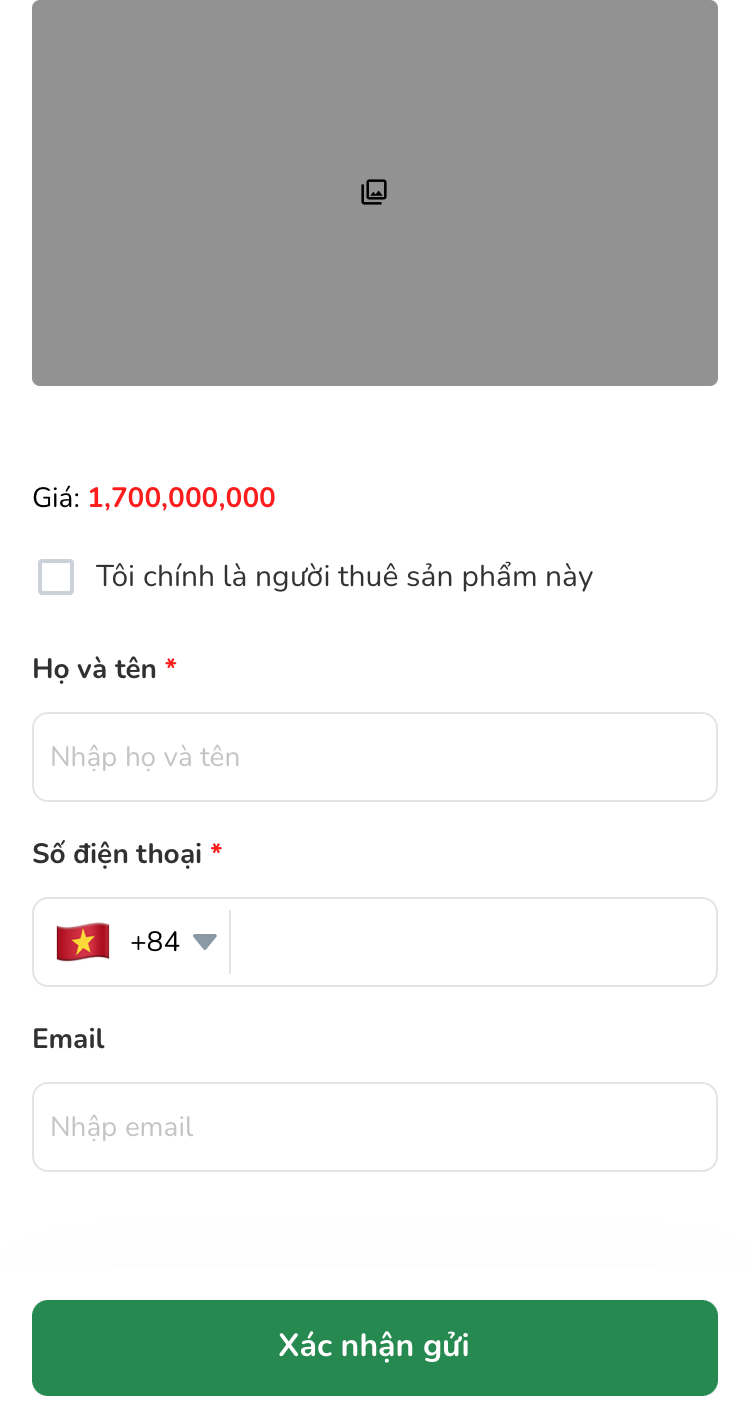 Giá: 1,700,000,000
Tôi chính là người thuê sản phẩm này
Họ và tên *
Nhập họ và tên
Số điện thoại *
+84
Email
Nhập email
Xác nhận gửi